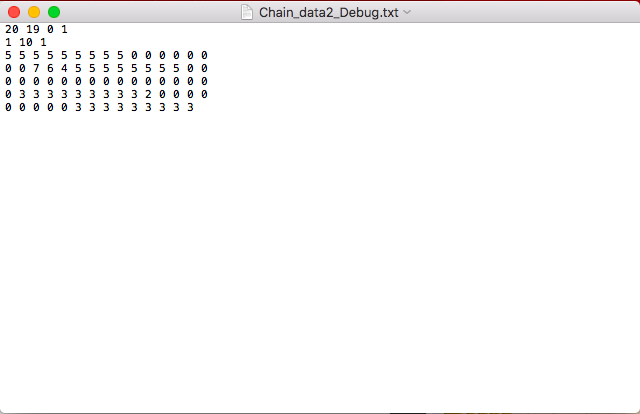 Chain_data2_Debug.txt
20 19 0 1
1 10 1
5 5 5 5 5 5 5 5 5 0 0 0 0 0 0
0 0 7 6 4 5 5 5 5 5 5 5 5 0 0
0 0 0 0 0 0 0 0 0 0 0 0 0 0 0
0 3 3 3 3 3 3 3 3 3 2 0 0 0 0
0 0 0 0 0 3 3 3 3 3 3 3 3 3